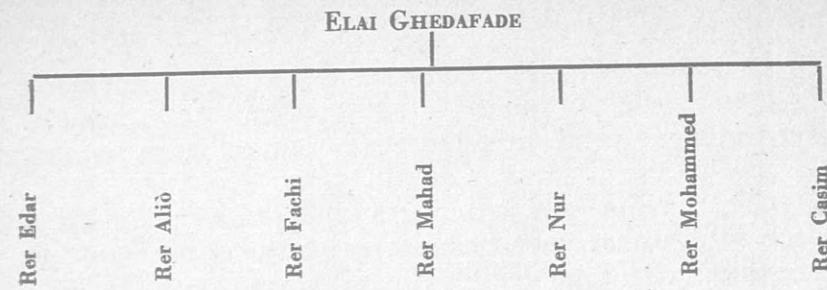 ELAI GHEDAFADE
Rer Edar
Rer Aliò
Rer Fachi
Rer Mahad
Rer Nur
Rer Mohammed
Rer Casim